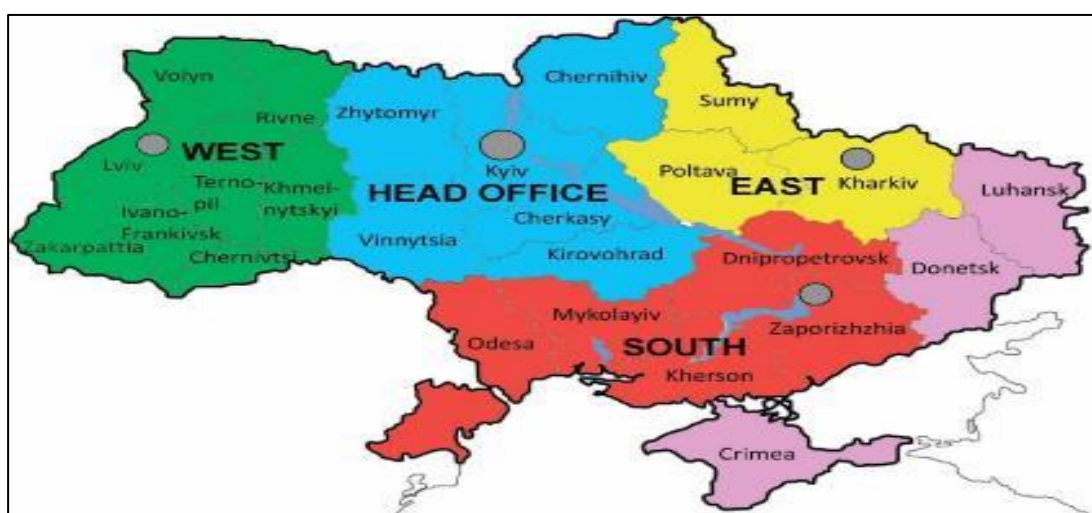 Volyn
Rivne
Zhytomyr
Chernihiv
Sumy
Lviv
WEST
Kyiv
Poltava
EAST
Kharkiv
Luhansk
Terno-
pil
Khmel-
nytskyi
HEAD OFFICE
Ivano-
Frankivsk
Cherkasy
Zakarpattia
Chernivtsi
Vinnytsia
Kirovohrad
Dnipropetrovsk
Donetsk
Mykolayiv
Zaporizhzhia
Odesa
SOUTH
Kherson
Crimea